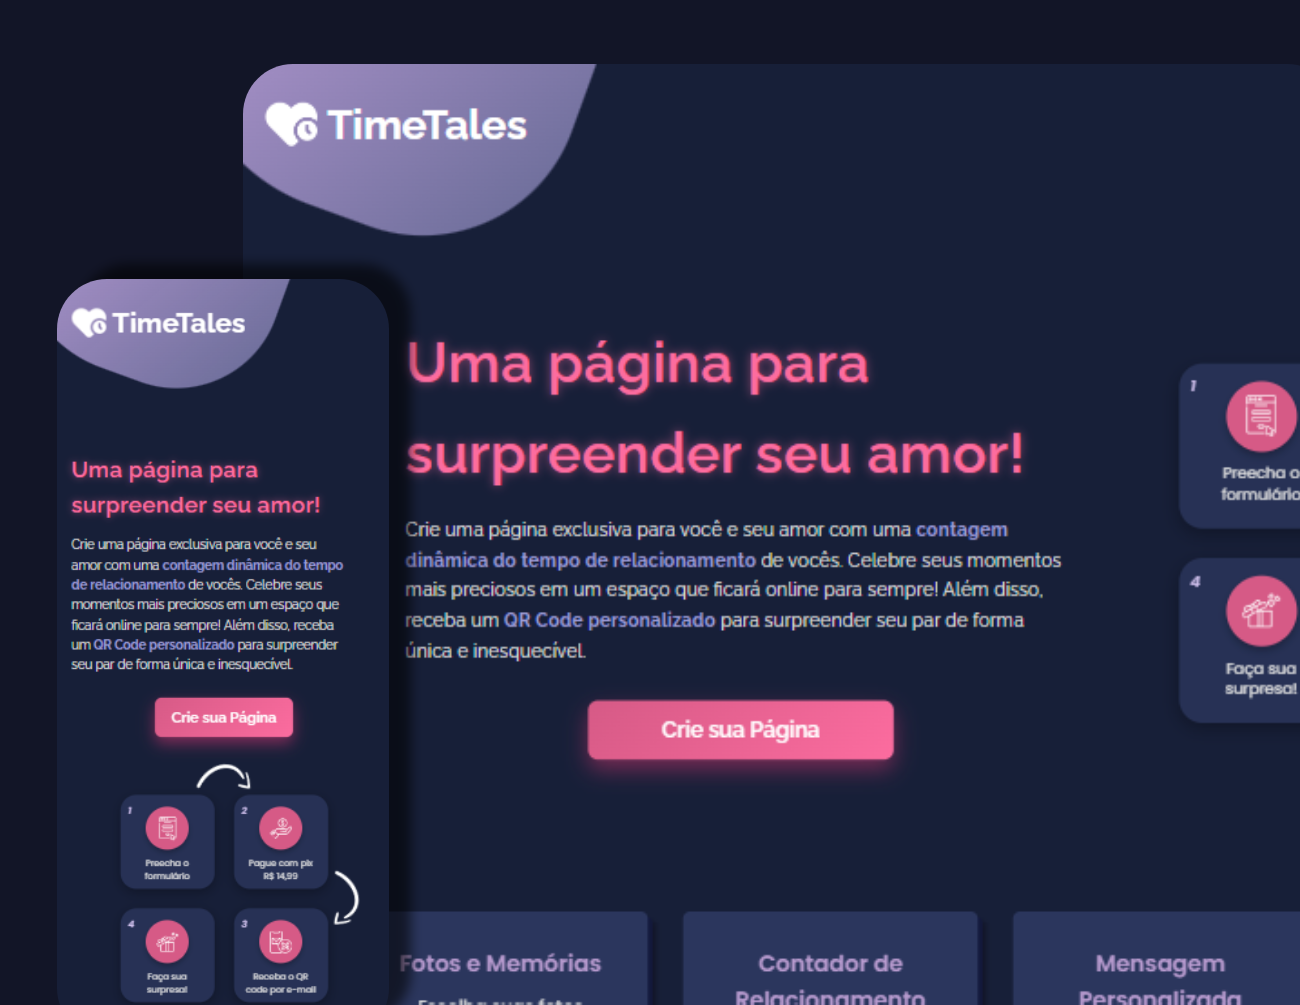 TimeTales
Uma página para
surpreender seu amor!
Crie uma página exclusiva para você e seu amor com uma contagem
dinâmica do tempo de relacionamento de vocês. Celebre seus momentos
mais preciosos em um espaço que ficará online para sempre! Além disso,
receba um QR Code personalizado para surpreender seu par de forma
única e inesquecível.
Crie sua Página
1
Preecha o
formulário
4
Faça sua
surpresa!
Fotos e Memórias
Contador de
Relacionamento
Mensagem
Personalizada
TimeTales
Uma página para
surpreender seu amor!
Crie uma página exclusiva para você e seu
amor com uma contagem dinâmica do tempo
de relacionamento de vocês. Celebre seus
momentos mais preciosos em um espaço que
ficará online para sempre! Além disso, receba
um QR Code personalizado para surpreender
seu par de forma única e inesquecível.
Crie sua Página
1
Preecha o
formulário
2
Pague com pix
R$ 14,99
4
Faça sua
surpresa!
3
Receba o QR
code por e-mail